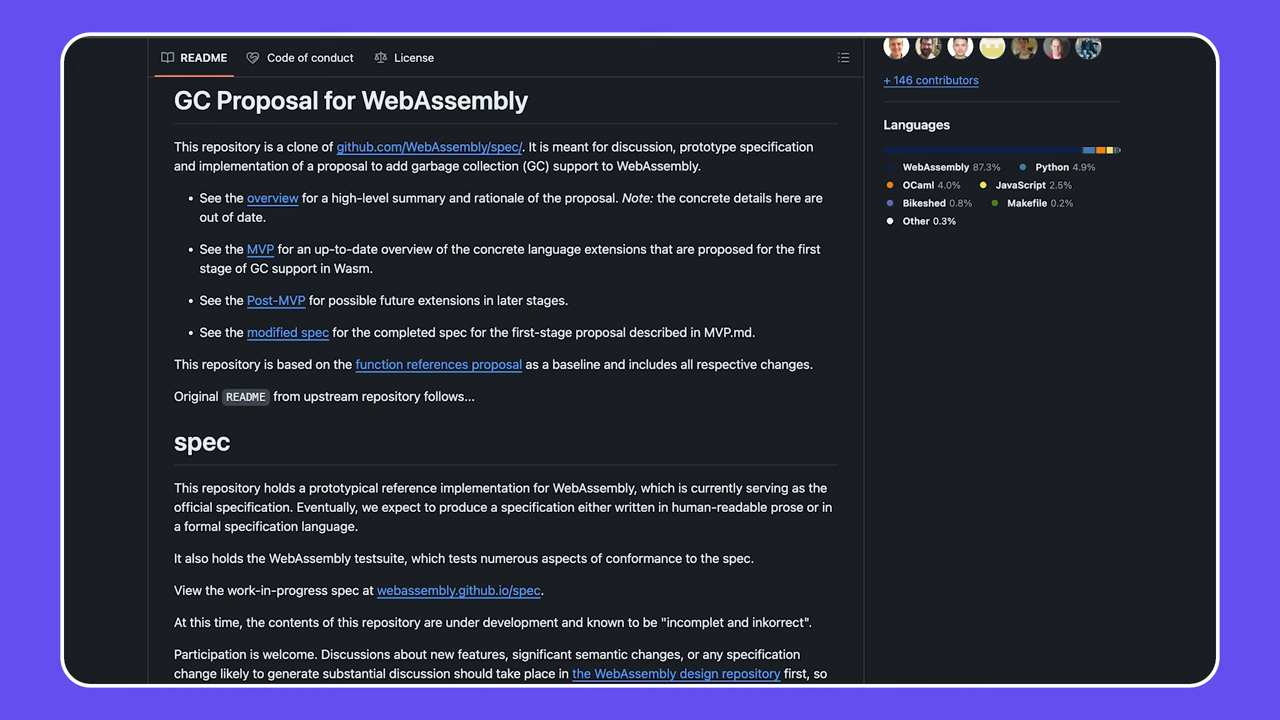 README
Code of conduct
License
GC Proposal for WebAssembly
This repository is a clone of github.com/WebAssembly/spec/. It is meant for discussion, prototype specification
and implementation of a proposal to add garbage collection (GC) support to WebAssembly.
• See the overview for a high-level summary and rationale of the proposal. Note: the concrete details here are
out of date.
• See the MVP for an up-to-date overview of the concrete language extensions that are proposed for the first
stage of GC support in Wasm.
• See the Post-MVP for possible future extensions in later stages.
• See the modified spec for the completed spec for the first-stage proposal described in MVP.md.
This repository is based on the function references proposal as a baseline and includes all respective changes.
Original README from upstream repository follows...
spec
This repository holds a prototypical reference implementation for WebAssembly, which is currently serving as the
official specification. Eventually, we expect to produce a specification either written in human-readable prose or in
a formal specification language.
It also holds the WebAssembly testsuite, which tests numerous aspects of conformance to the spec.
View the work-in-progress spec at webassembly.github.io/spec.
At this time, the contents of this repository are under development and known to be "incomplet and inkorrect".
Participation is welcome. Discussions about new features, significant semantic changes, or any specification
change likely to generate substantial discussion should take place in the WebAssembly design repository first, so
+ 146 contributors
Languages
WebAssembly 87.3%
Python 4.9%
OCaml 4.0%
JavaScript 2.5%
Bikeshed 0.8%
Makefile 0.2%
Other 0.3%